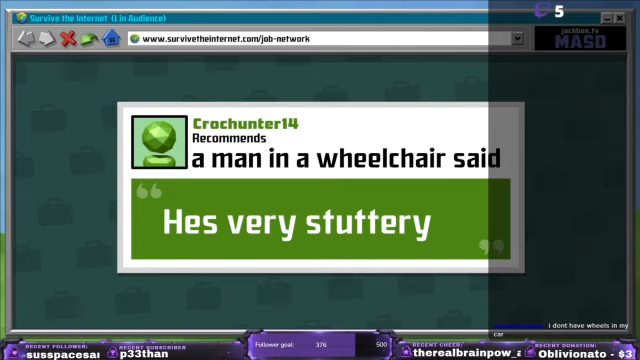 Survive the Internet (1 in Audience)
5
www.survivetheinternet.com/job-network
jackbox.tv
MASO
Crochunter14
Recommends
a man in a wheelchair said
Hes very stuttery
i dont have wheels in my
car
RECENT FOLLOWER:
susspacesau
RECENT SUBSCRIBER
p33than
Follower goal:
376
500
RECENT CHEER:
therealbrainpow_a
RECENT DONATION:
Oblivionato - $3